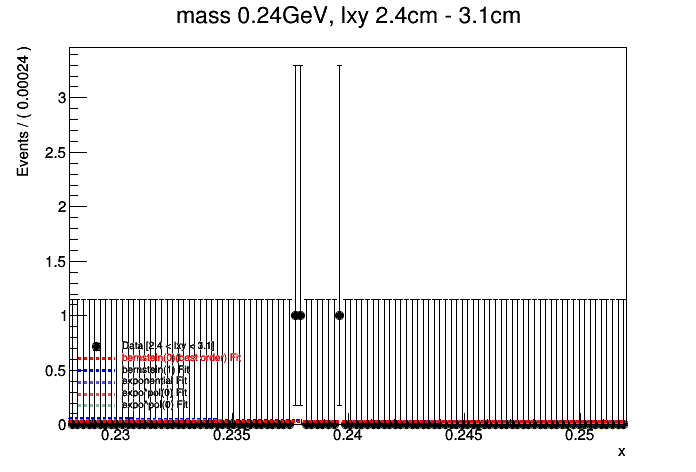 mass 0.24GeV, lxy 2.4cm - 3.1cm
Events / ( 0.00024 )
3
2.5
2
1.5
1
0.5
0
Data [2.4 < lxy < 3.1]
bernstein(0)(best order) Fit
bernstein(1) Fit
exponential Fit
expo*pol(0) Fit
expo*pol(0) Fit
0.23 0.235 0.24 0.245 0.25
x